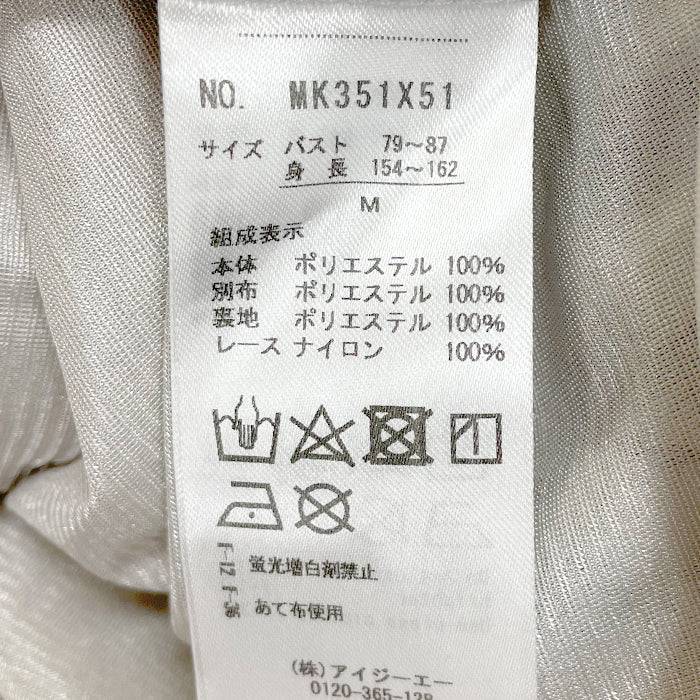 NO. MK351X51
サイズ バスト 79～87
身長 154～162
M
組成表示
本体 ポリエステル 100%
別布 ポリエステル 100%
裏地 ポリエステル 100%
レース ナイロン 100%
F-12 蛍光増白剤禁止
F-36 あて布使用
(株)アイジーエー
0120-365-128